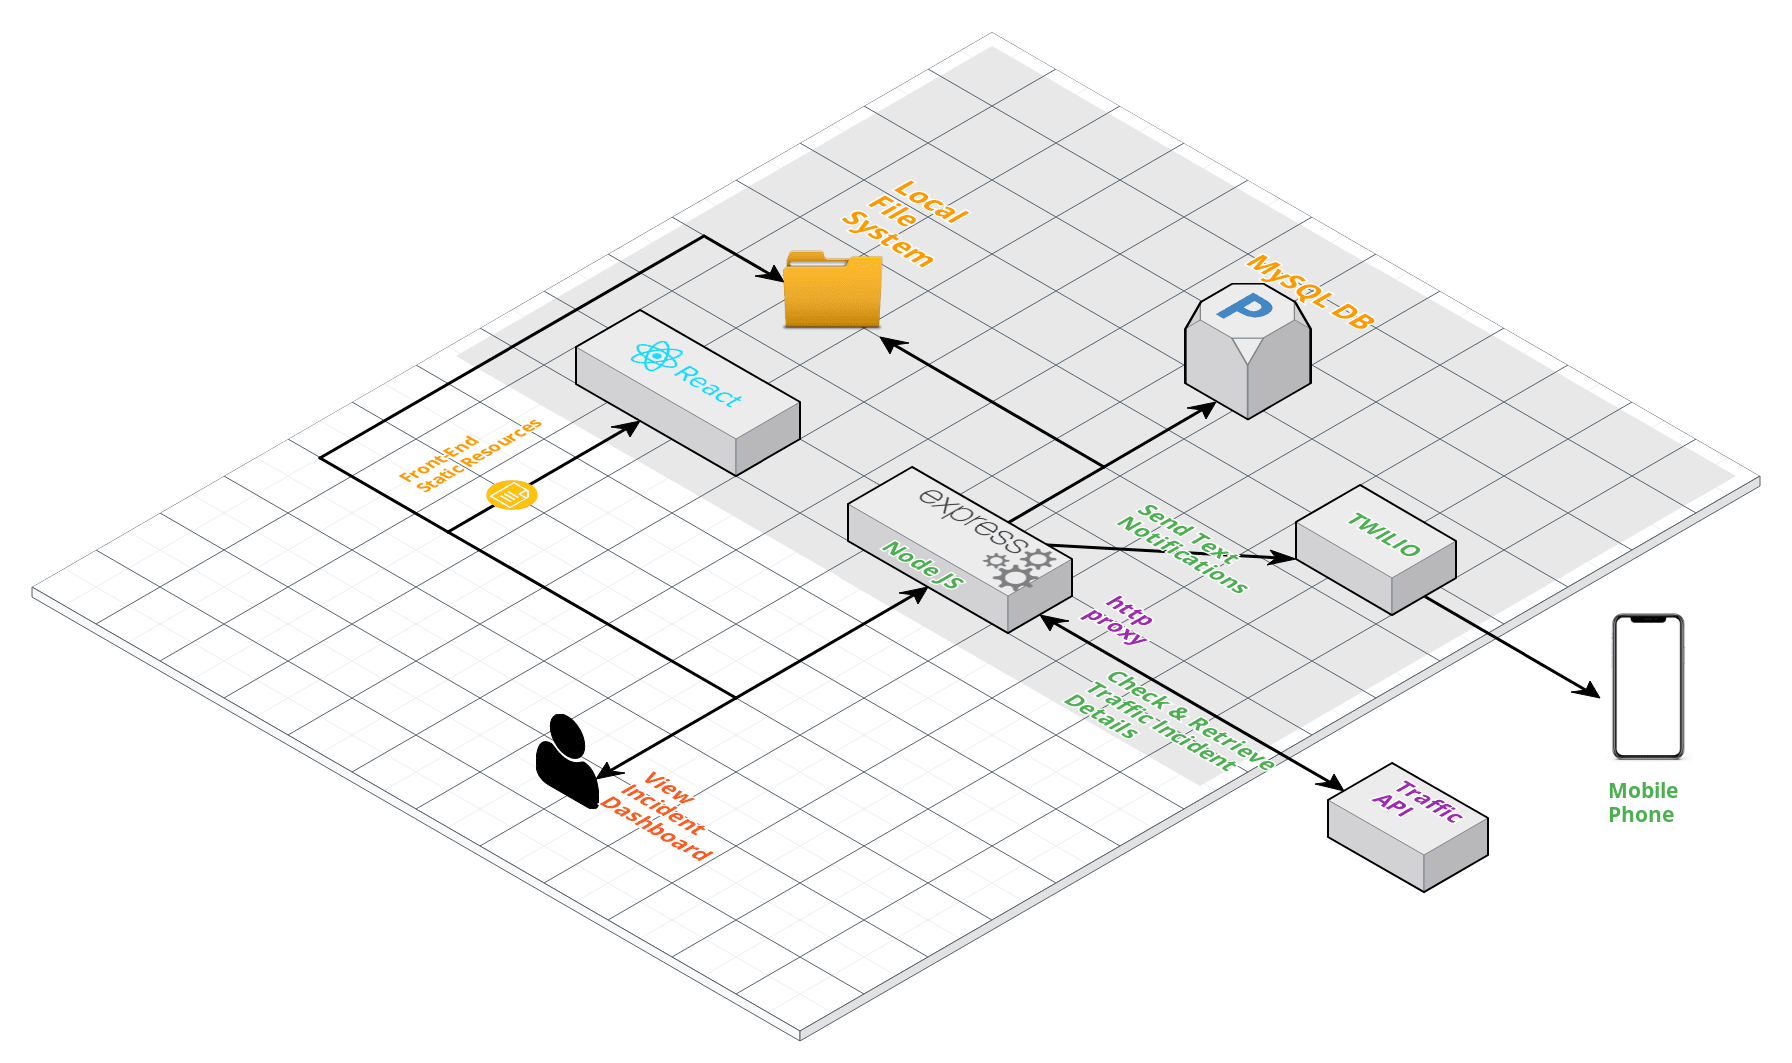 Local
File
System
MySQL DB
P
React
Front-End
Static Resources
express
Node JS
Send Text
Notifications
TWILIO
http
proxy
Check & Retrieve
Traffic Incident
Details
View
Incident
Dashboard
Traffic
API
Mobile
Phone